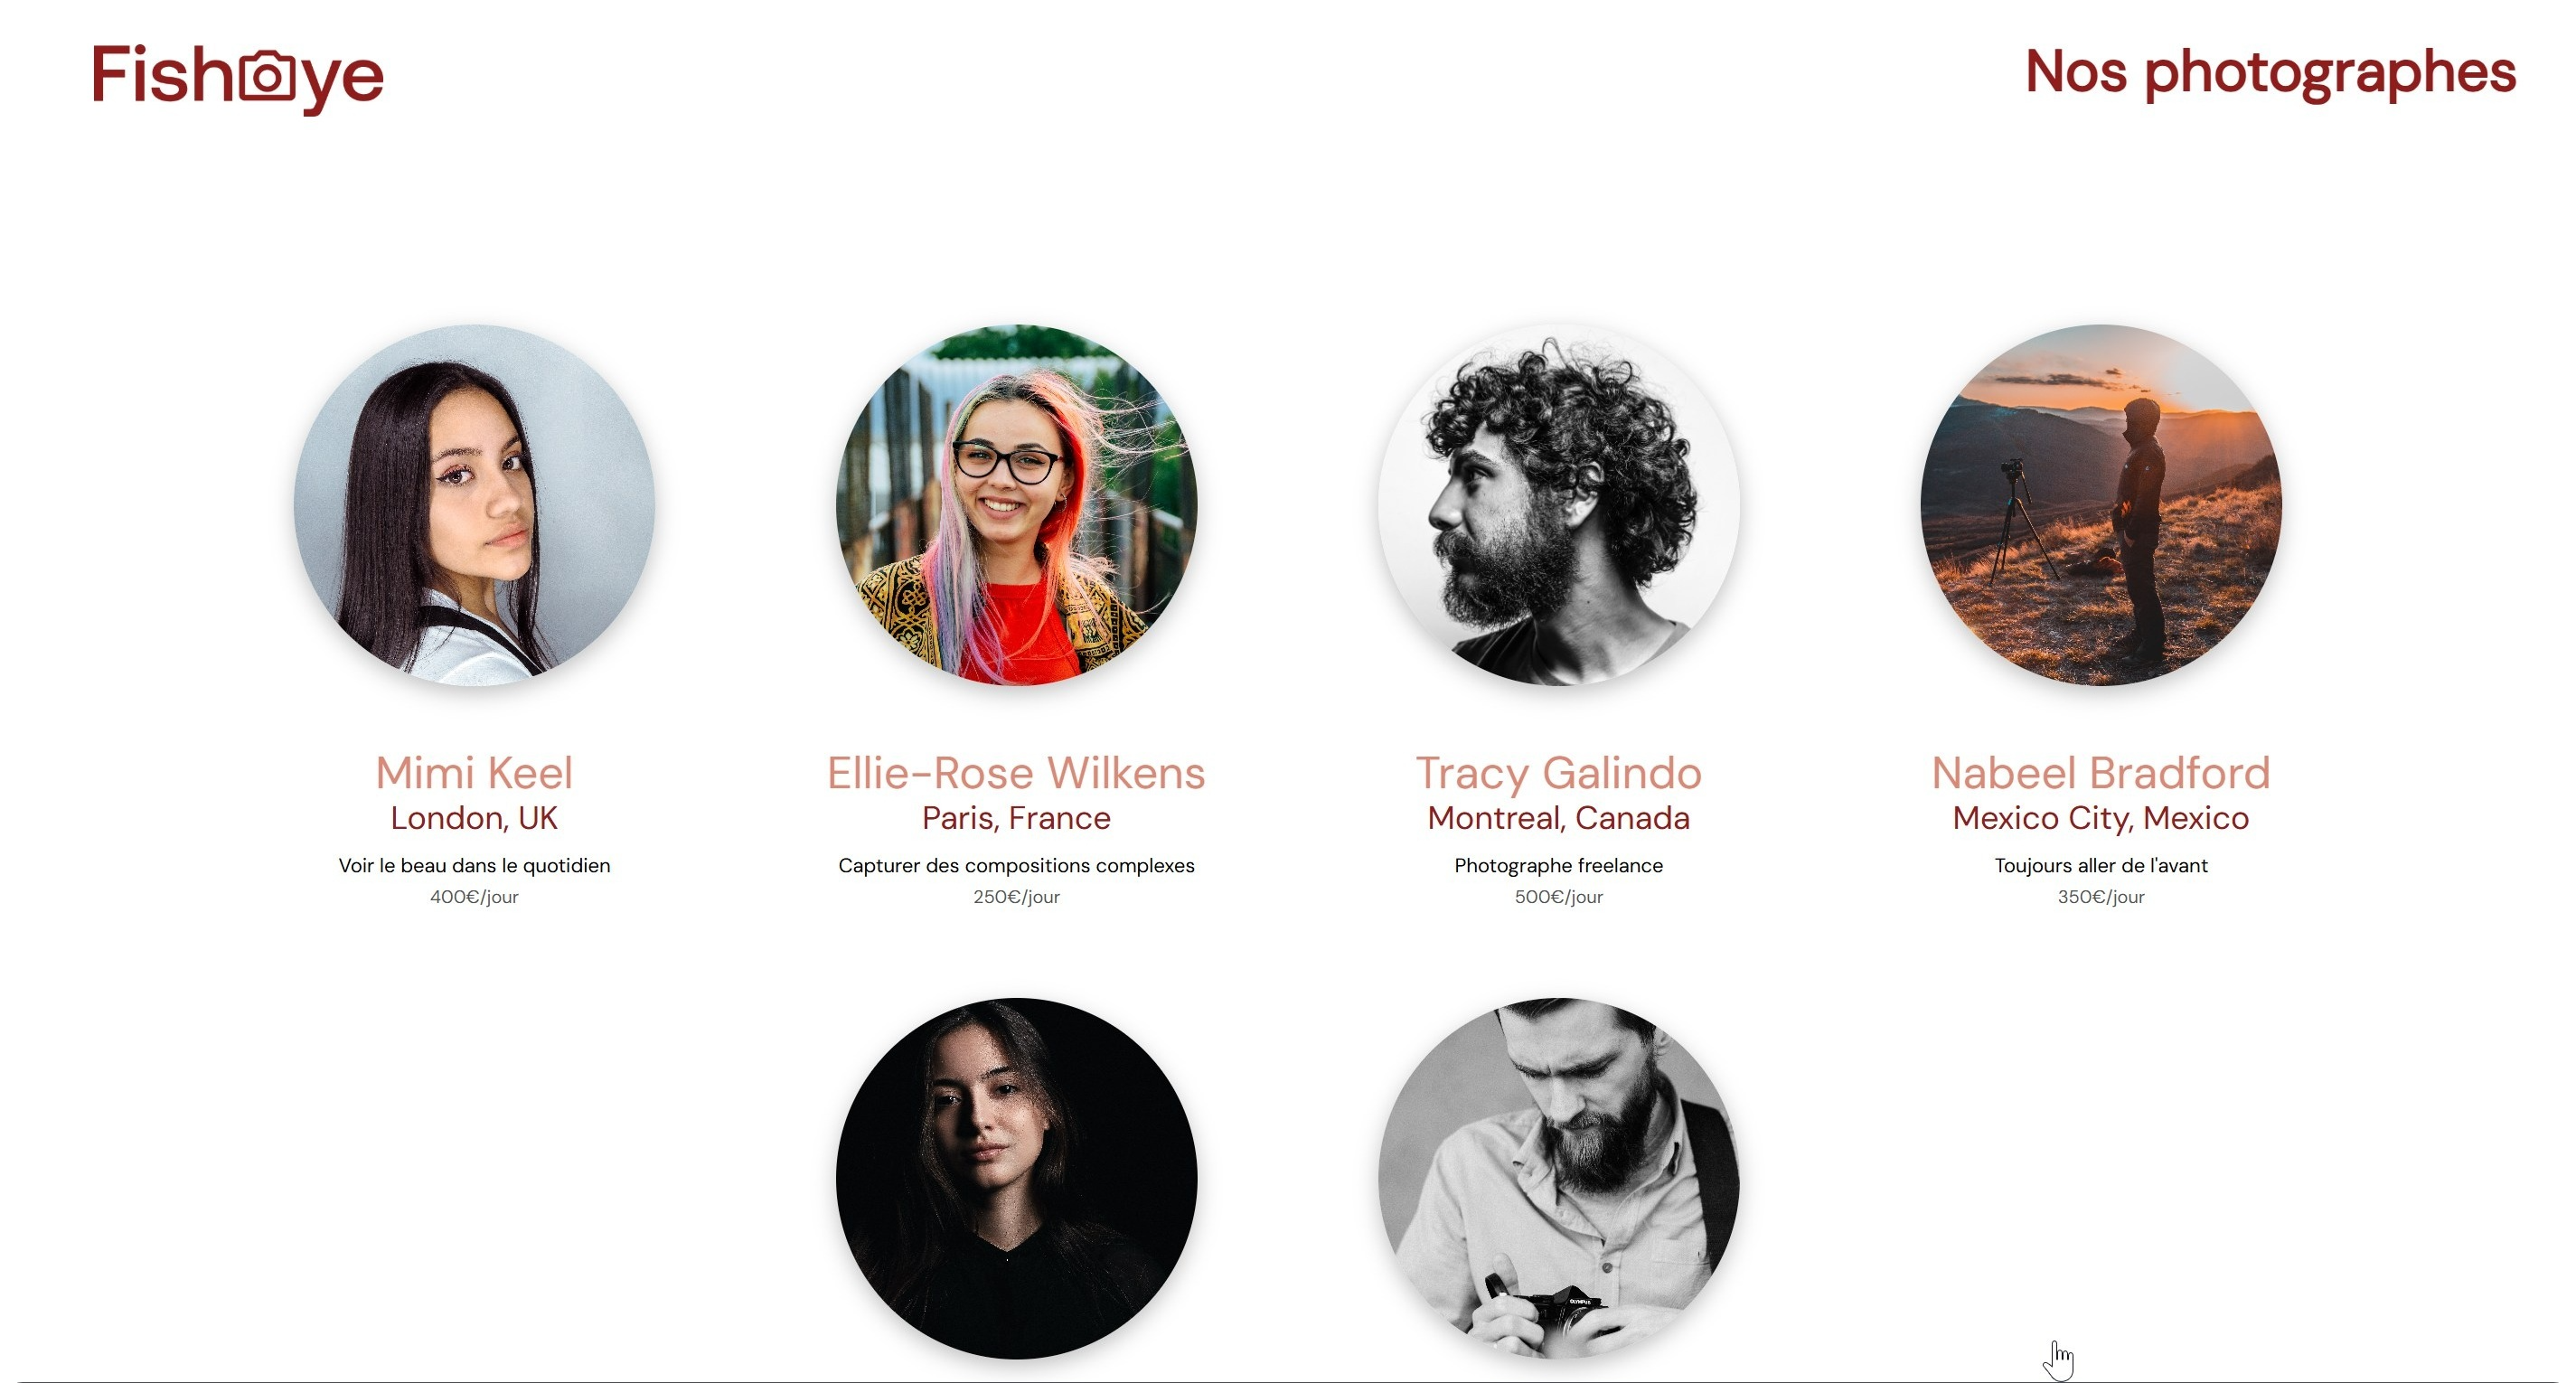 Fisheye
Nos photographes
Mimi Keel
London, UK
Voir le beau dans le quotidien
400€/jour
Ellie-Rose Wilkens
Paris, France
Capturer des compositions complexes
250€/jour
Tracy Galindo
Montreal, Canada
Photographe freelance
500€/jour
Nabeel Bradford
Mexico City, Mexico
Toujours aller de l'avant
350€/jour
OLYMPUS